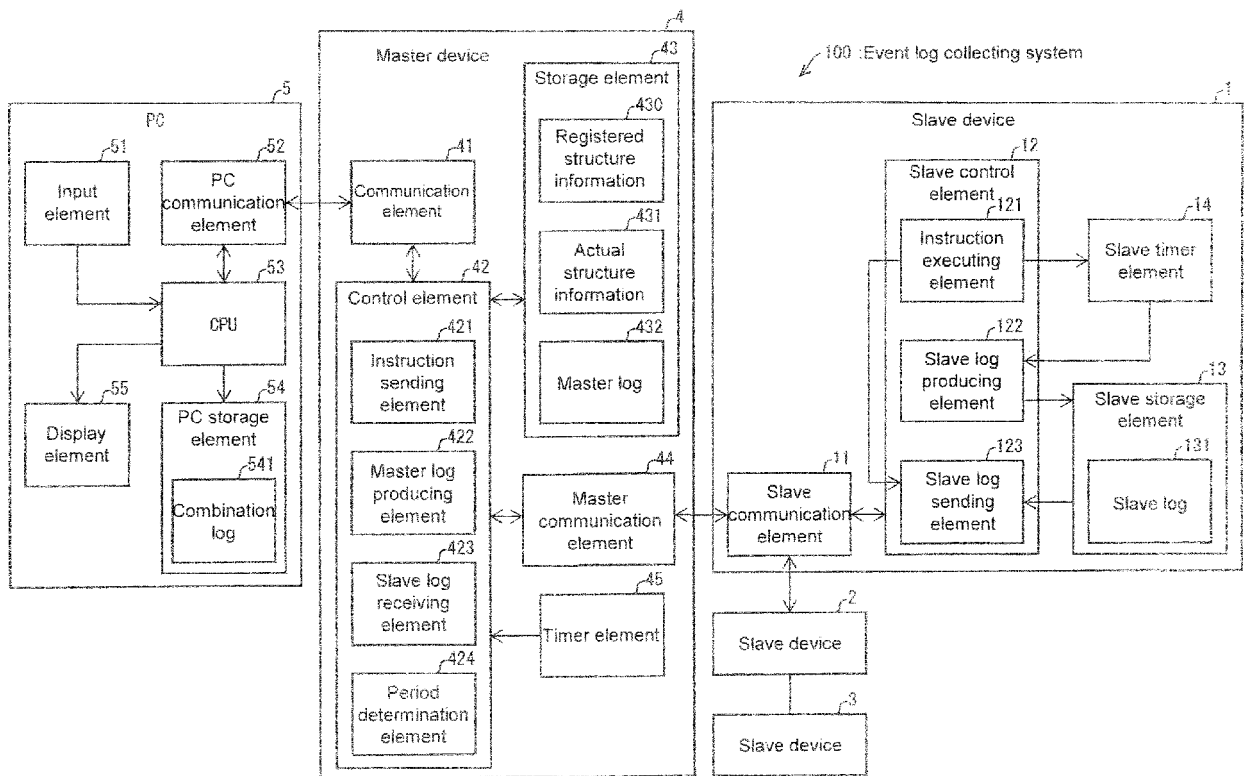 100 :Event log collecting system
5
PC
51
Input
element
52
PC
communication
element
53
CPU
55
Display
element
54
PC storage
element
541
Combination
log
4
Master device
41
Communication
element
42
Control element
421
Instruction
sending
element
422
Master log
producing
element
423
Slave log
receiving
element
424
Period
determination
element
43
Storage element
430
Registered
structure
information
431
Actual
structure
information
432
Master log
44
Master
communication
element
45
Timer element
1
Slave device
11
Slave
communication
element
12
Slave control
element
121
Instruction
executing
element
122
Slave log
producing
element
123
Slave log
sending
element
14
Slave timer
element
13
Slave storage
element
131
Slave log
2
Slave device
3
Slave device